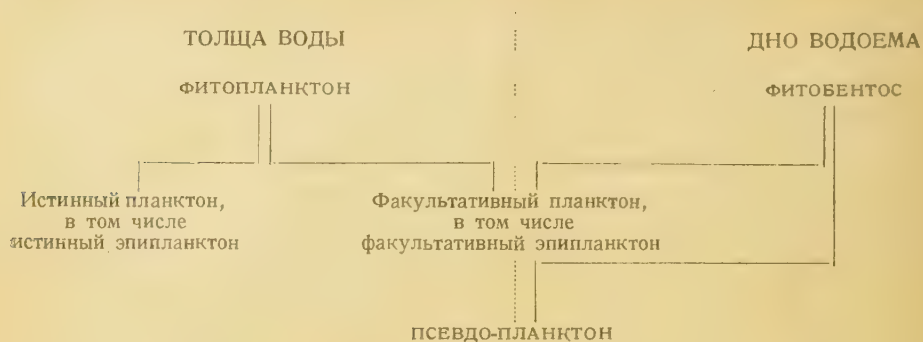 ТОЛЩА ВОДЫ
ДНО ВОДОЕМА
ФИТОПЛАНКТОН
ФИТОБЕНТОС
Истинный планктон,
в том числе
истинный эпипланктон
Факультативный планктон,
в том числе
факультативный эпипланктон
ПСЕВДО-ПЛАНКТОН